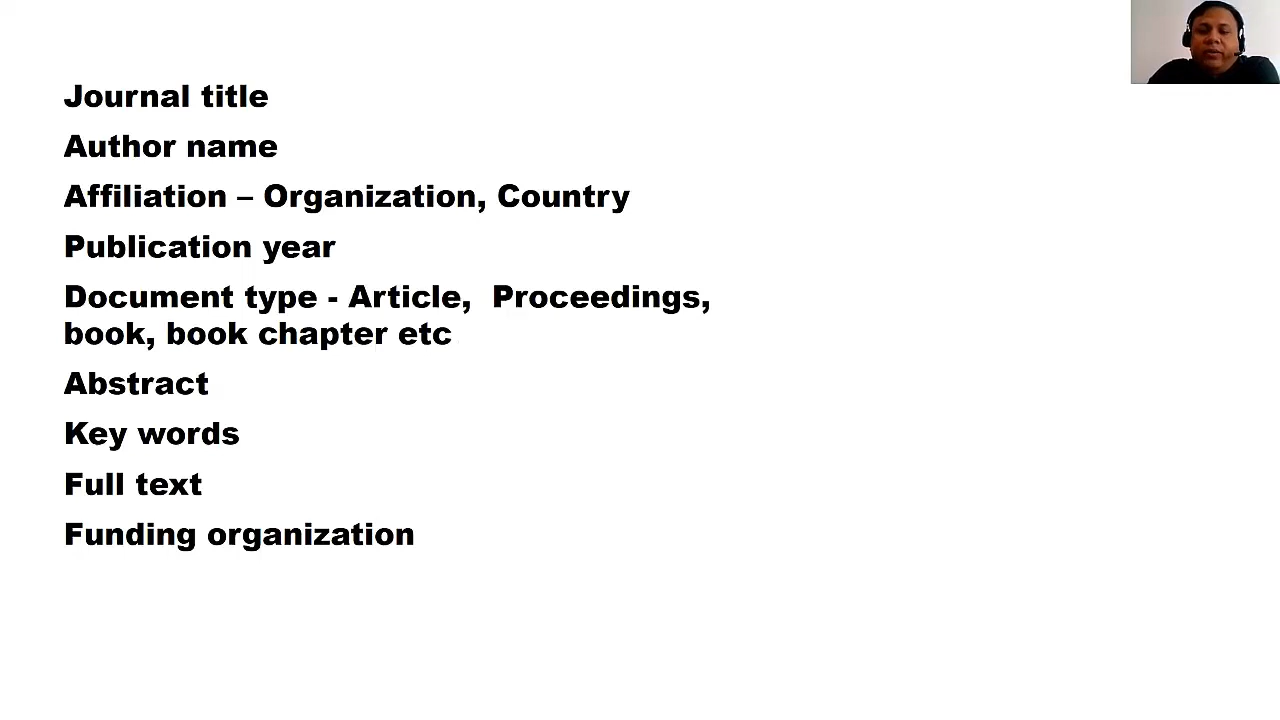 Journal title
Author name
Affiliation – Organization, Country
Publication year
Document type - Article,  Proceedings,
book, book chapter etc
Abstract
Key words
Full text
Funding organization